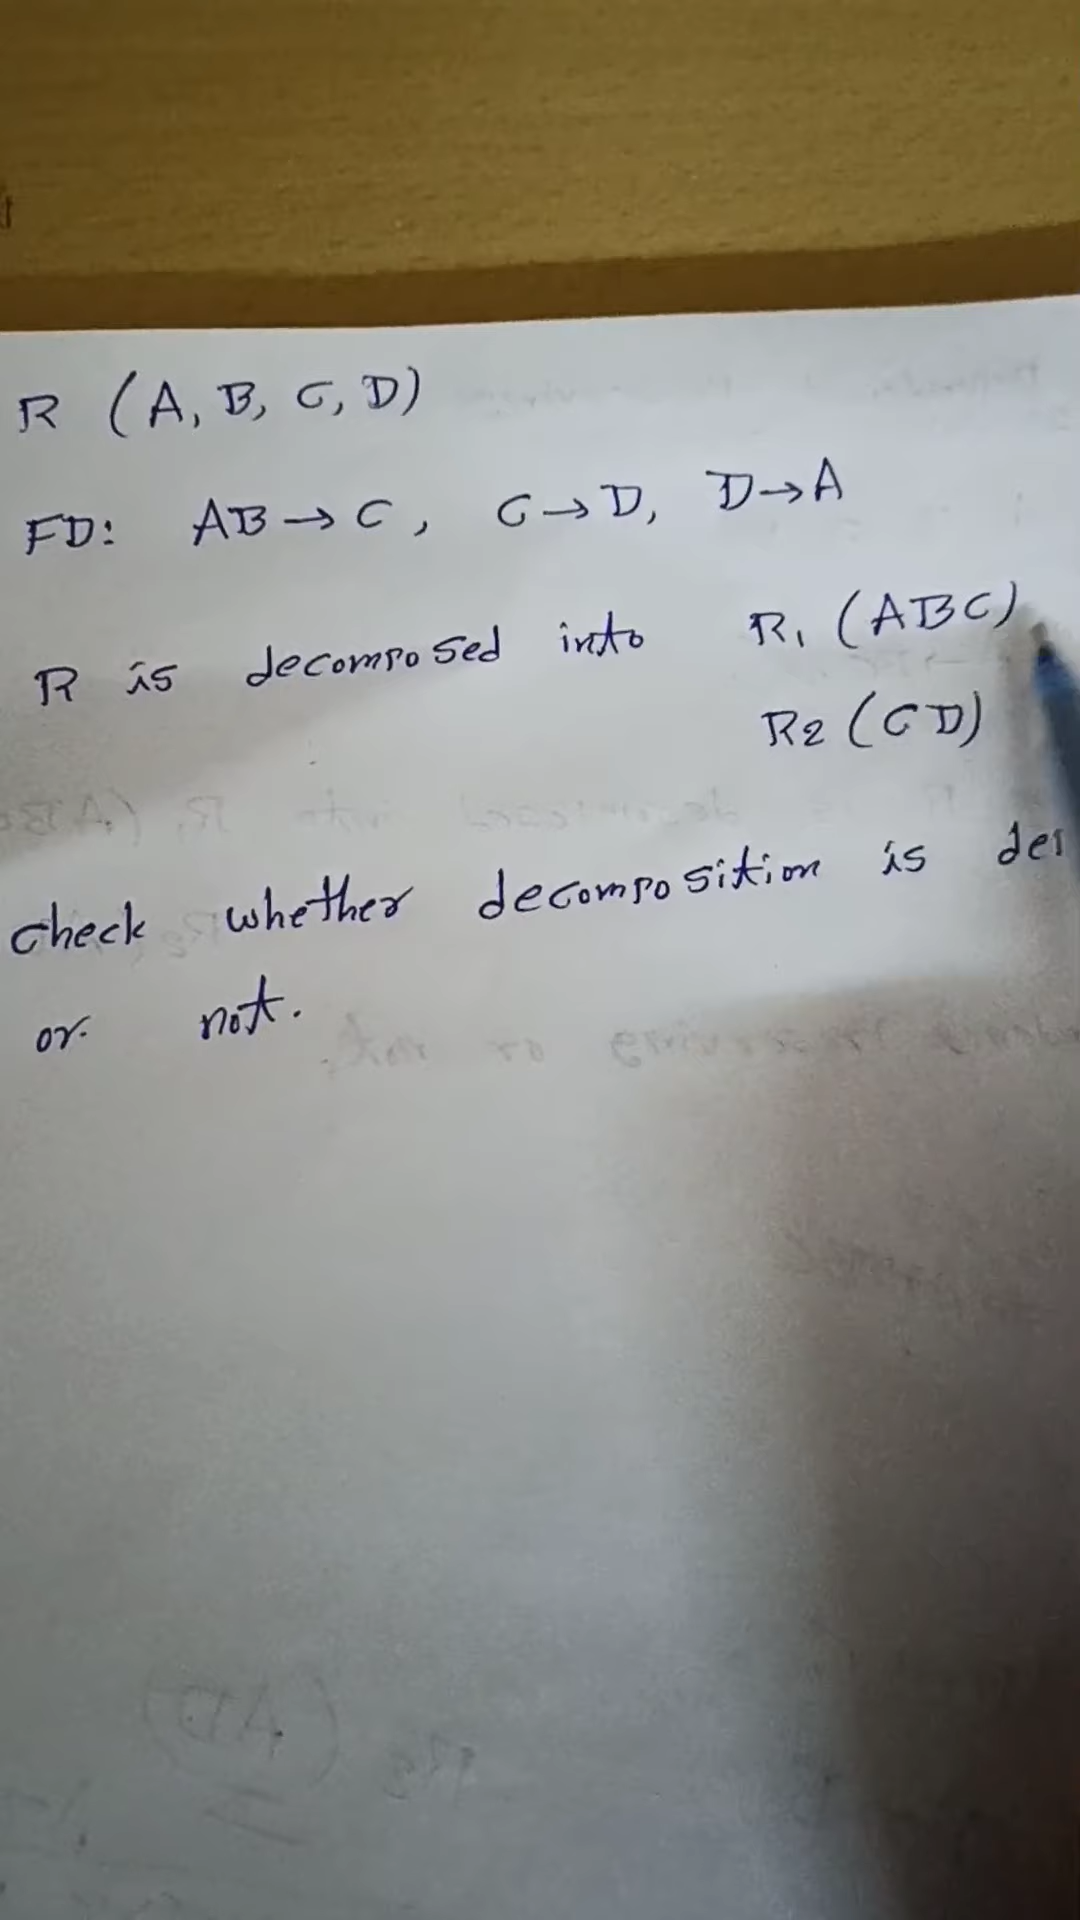 R (A, B, C, D)
FD: AB → C, C → D, D → A
R is decomposed into R1 (ABC)
R2 (CD)
check whether decomposition is
or not.